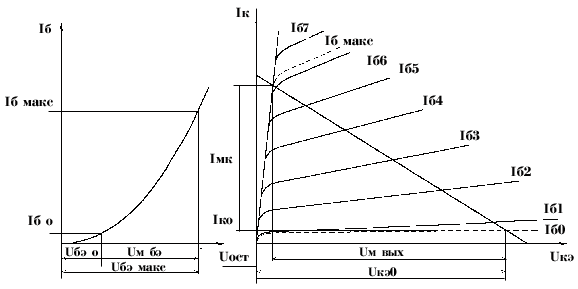 Iб
Iб макс
Iб о
Uбэ о
Uм бэ
Uбэ макс
Iк
Iб7
Iб макс
Iб6
Iб5
Iб4
Iб3
Iб2
Iб1
Iб0
Iмк
Iко
Uост
Uм вых
Uкэ0
Uкэ